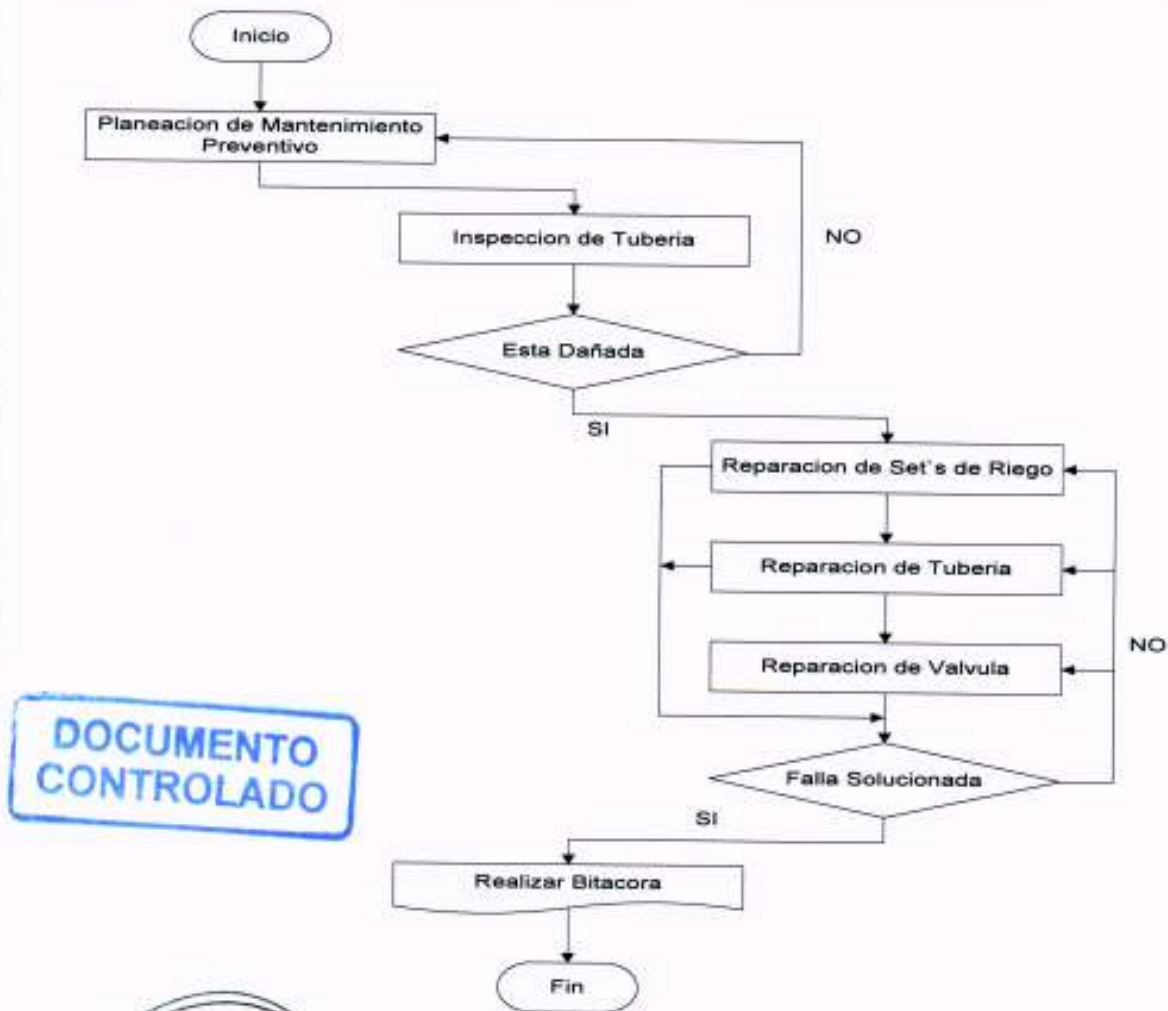 Inicio
Planeacion de Mantenimiento
Preventivo
Inspeccion de Tuberia
NO
Esta Dañada
SI
Reparacion de Set`s de Riego
Reparacion de Tuberia
NO
Reparacion de Valvula
DOCUMENTO
CONTROLADO
Falla Solucionada
SI
Realizar Bitacora
Fin